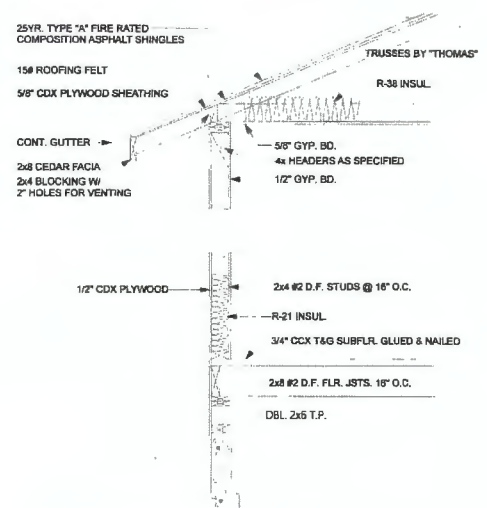 25YR. TYPE "A" FIRE RATED
COMPOSITION ASPHALT SHINGLES
TRUSSES BY "THOMAS"
15# ROOFING FELT
R-38 INSUL.
5/8" CDX PLYWOOD SHEATHING
CONT. GUTTER
5/8" GYP. BD.
4x HEADERS AS SPECIFIED
2x8 CEDAR FACIA
1/2" GYP. BD.
2x4 BLOCKING W/
2" HOLES FOR VENTING
1/2" CDX PLYWOOD
2x4 #2 D.F. STUDS @ 16" O.C.
R-21 INSUL.
3/4" CCX T&G SUBFLR. GLUED & NAILED
2x8 #2 D.F. FLR. JSTS. 16" O.C.
DBL. 2x6 T.P.